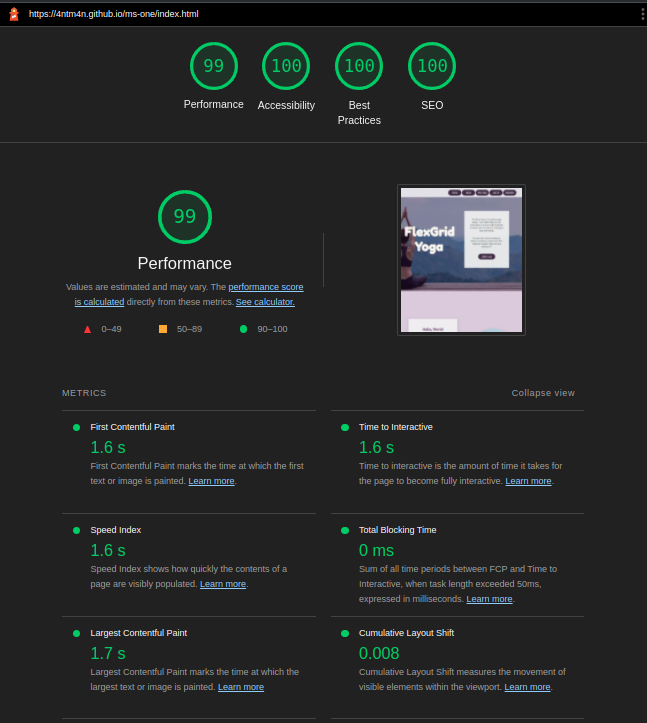 https://4ntm4n.github.io/ms-one/index.html
99
100
100
100
Performance
Accessibility
Best
Practices
SEO
99
Performance
Values are estimated and may vary. The performance score
is calculated directly from these metrics. See calculator.
0–49
50–89
90–100
FlexGrid
Yoga
METRICS
Collapse view
First Contentful Paint
1.6 s
First Contentful Paint marks the time at which the first
text or image is painted. Learn more.
Time to Interactive
1.6 s
Time to interactive is the amount of time it takes for
the page to become fully interactive. Learn more.
Speed Index
1.6 s
Speed Index shows how quickly the contents of a
page are visibly populated. Learn more.
Total Blocking Time
0 ms
Sum of all time periods between FCP and Time to
Interactive, when task length exceeded 50ms,
expressed in milliseconds. Learn more.
Largest Contentful Paint
1.7 s
Largest Contentful Paint marks the time at which the
largest text or image is painted. Learn more
Cumulative Layout Shift
0.008
Cumulative Layout Shift measures the movement of
visible elements within the viewport. Learn more.